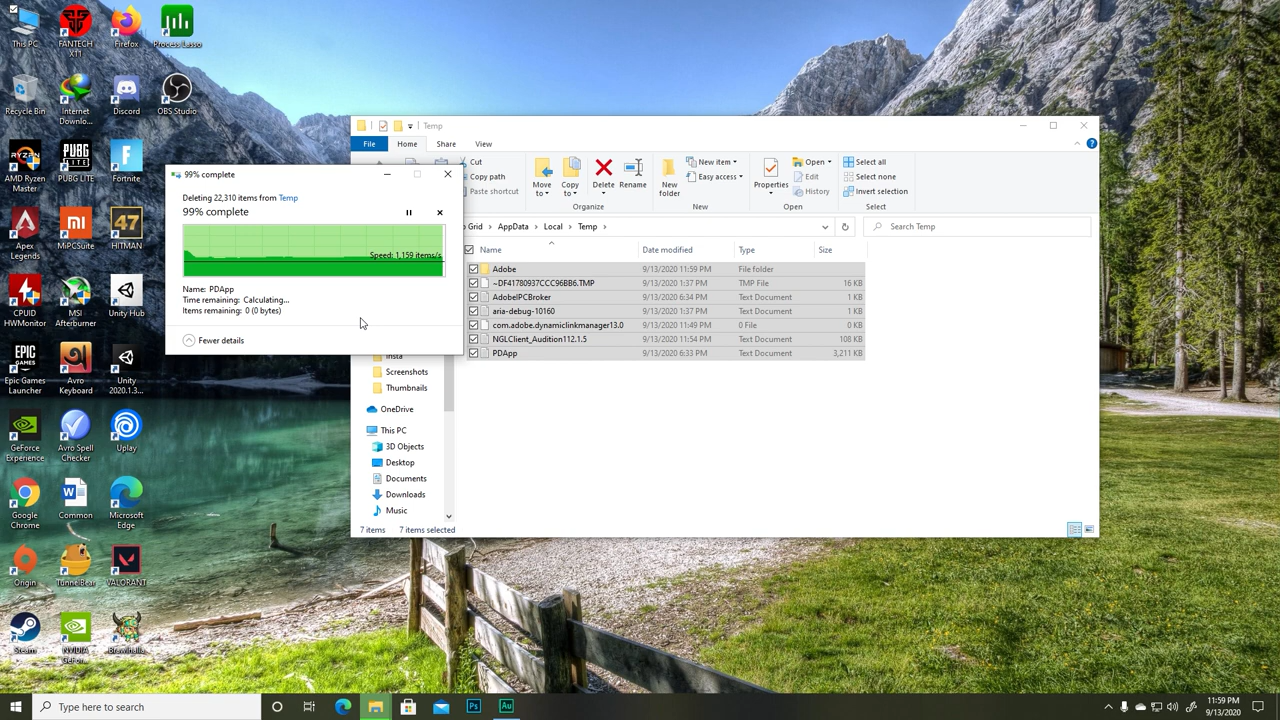 This PC
FANTECH X11
Firefox
Process Lasso
Recycle Bin
Internet Downlo...
Discord
OBS Studio
AMD Ryzen Master
PUBG LITE
Fortnite
Apex Legends
MiPCSuite
HITMAN
CPUID HWMonitor
MSI Afterburner
Unity Hub
Epic Games Launcher
Avro Keyboard
Unity 2020.1.3...
GeForce Experience
Avro Spell Checker
Uplay
Google Chrome
Common
Microsoft Edge
Origin
TunnelBear
VALORANT
Steam
NVIDIA GeFor...
Brawlhalla
99% complete
Deleting 22,310 items from Temp
99% complete
Speed: 1,159 items/s
Name: PDApp
Time remaining: Calculating...
Items remaining: 0 (0 bytes)
Fewer details
Temp
File Home Share View
Cut
Copy path
Paste shortcut
Move to
Copy to
Delete
Rename
Organize
New folder
New item
Easy access
New
Properties
Open
Edit
History
Open
Select all
Select none
Invert selection
Select
Grid > AppData > Local > Temp >
Search Temp
Name Date modified Type Size
Adobe 9/13/2020 11:59 PM File folder
~DF41780937CCC96BB6.TMP 9/13/2020 1:37 PM TMP File 16 KB
AdobeIPCBroker 9/13/2020 6:34 PM Text Document 1 KB
aria-debug-10160 9/13/2020 1:37 PM Text Document 1 KB
com.adobe.dynamiclinkmanager13.0 9/13/2020 11:49 PM 0 File 0 KB
NGLClient_Audition112.1.5 9/13/2020 11:54 PM Text Document 108 KB
PDApp 9/13/2020 6:33 PM Text Document 3,211 KB
Insta
Screenshots
Thumbnails
OneDrive
This PC
3D Objects
Desktop
Documents
Downloads
Music
7 items 7 items selected
Type here to search
11:59 PM
9/13/2020